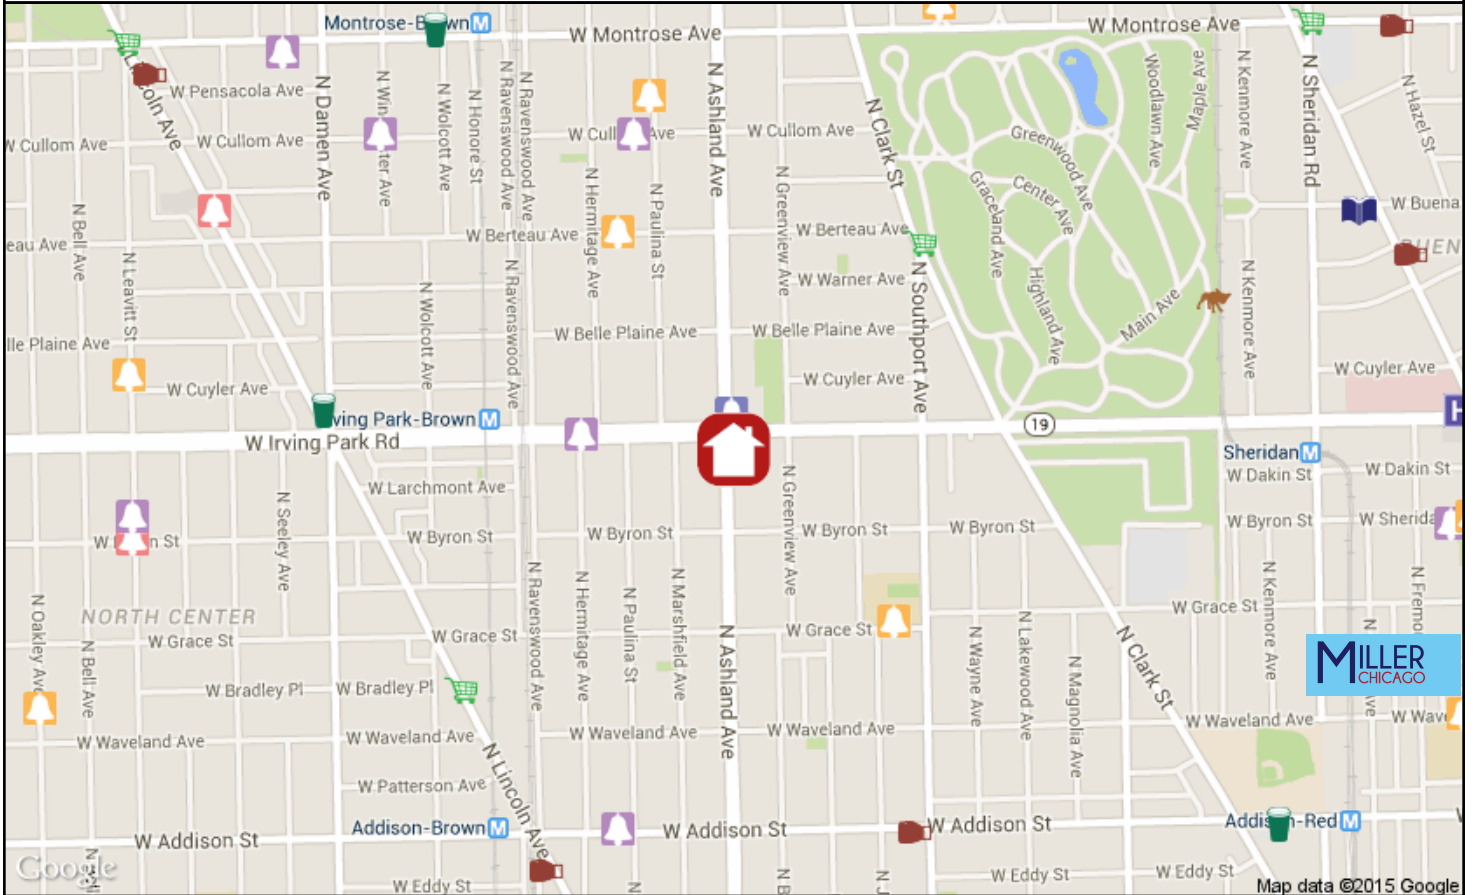 Montrose-Brown
W Montrose Ave
W Montrose Ave
N Lincoln Ave
W Pensacola Ave
N Damen Ave
N Winchester Ave
N Wolcott Ave
N Honore St
N Ravenswood Ave
N Ravenswood Ave
N Ashland Ave
N Clark St
Woodlawn Ave
Maple Ave
N Kenmore Ave
N Sheridan Rd
N Hazel St
W Cullom Ave
W Cullom Ave
W Cullom Ave
W Cullom Ave
Greenwood Ave
Center Ave
Graceland Ave
N Bell Ave
N Hermitage Ave
N Paulina St
N Greenview Ave
W Buena
eau Ave
W Berteau Ave
W Berteau Ave
N Leavitt St
N Wolcott Ave
N Ravenswood Ave
W Warner Ave
N Southport Ave
Highland Ave
Main Ave
N Kenmore Ave
lle Plaine Ave
W Belle Plaine Ave
W Belle Plaine Ave
W Cuyler Ave
W Cuyler Ave
W Cuyler Ave
ving Park-Brown
W Irving Park Rd
19
H
Sheridan
W Dakin St
W Dakin St
W Larchmont Ave
N Seeley Ave
N Greenview Ave
W Byron St
W Byron St
W Byron St
W Byron St
W Byron St
W Sherida
N Oakley Ave
NORTH CENTER
N Bell Ave
N Ravenswood Ave
N Hermitage Ave
N Paulina St
N Marshfield Ave
N Ashland Ave
W Grace St
W Grace St
W Grace St
W Grace St
N Wayne Ave
N Lakewood Ave
N Magnolia Ave
N Clark St
N Kenmore Ave
N Fremo
MILLER
CHICAGO
W Bradley Pl
W Bradley Pl
W Waveland Ave
W Waveland Ave
W Waveland Ave
W Waveland Ave
W Waveland Ave
W Wav
N Lincoln Ave
W Patterson Ave
W Addison St
Addison-Brown
W Addison St
W Addison St
Addison-Red
Google
W Eddy St
W Eddy St
W Eddy St
Map data ©2015 Google